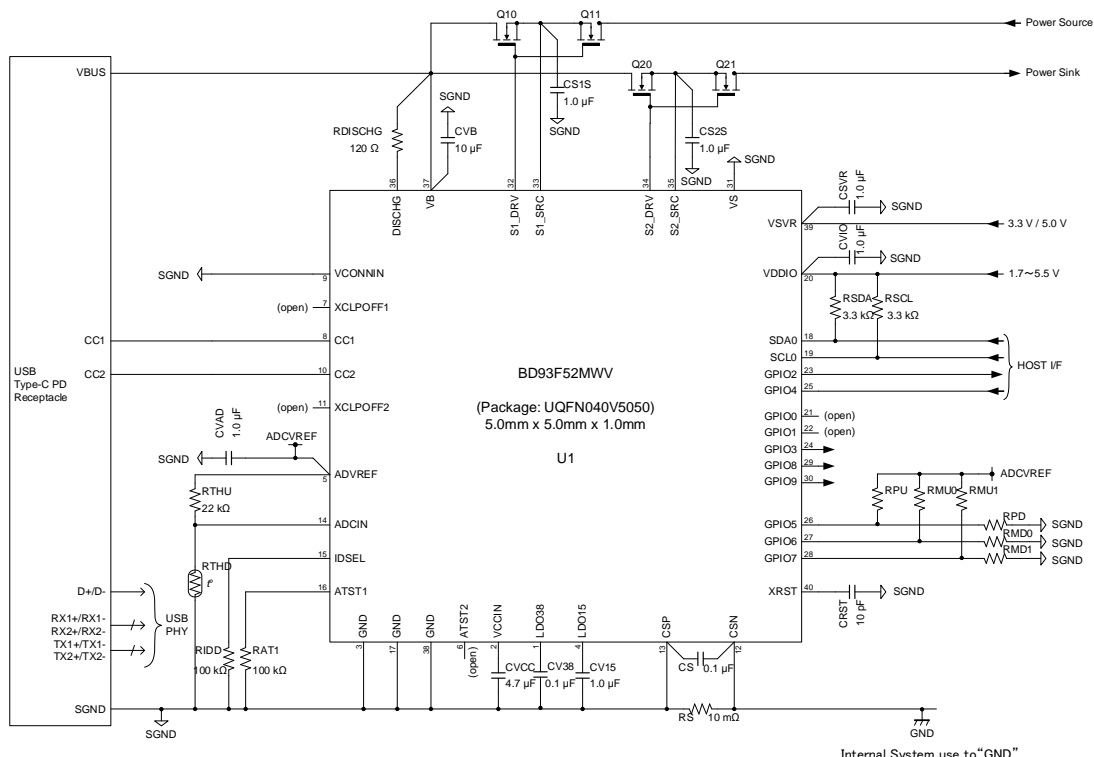 Q10
Q11
Power Source
VBUS
Q20
Q21
Power Sink
CS1S
1.0 µF
SGND
SGND
RDISCHG
120 Ω
CVB
10 µF
CS2S
1.0 µF
SGND
SGND
36
37
32
33
34
35
31
DISCHG
VB
S1_DRV
S1_SRC
S2_DRV
S2_SRC
VS
CSVR
1.0 µF
SGND
VSVR
39
3.3 V / 5.0 V
CVIO
1.0 µF
SGND
VDDIO
20
1.7～5.5 V
SGND
9
VCONNIN
(open)
7
XCLPOFF1
RSDA
3.3 kΩ
RSCL
3.3 kΩ
CC1
8
CC1
SDA0
18
SCL0
19
HOST I/F
CC2
10
CC2
GPIO2
23
GPIO4
25
USB
Type-C PD
Receptacle
BD93F52MWV
(Package: UQFN040V5050)
5.0mm x 5.0mm x 1.0mm
U1
(open)
11
XCLPOFF2
GPIO0
21
(open)
GPIO1
22
(open)
GPIO3
24
GPIO8
29
GPIO9
30
CVAD
1.0 µF
ADCVREF
SGND
ADVREF
5
ADCVREF
RTHU
22 kΩ
RPU
RMU0
RMU1
14
ADCIN
GPIO5
26
RPD
SGND
GPIO6
27
RMD0
SGND
GPIO7
28
RMD1
SGND
15
IDSEL
RTHD
t°
16
ATST1
XRST
40
CRST
10 pF
SGND
D+/D-
RX1+/RX1-
RX2+/RX2-
TX1+/TX1-
TX2+/TX2-
USB
PHY
RIDD
100 kΩ
RAT1
100 kΩ
GND
GND
GND
ATST2
VCCIN
LDO38
LDO15
CSP
CSN
3
17
38
6
2
1
4
13
12
(open)
CVCC
4.7 µF
CV38
0.1 µF
CV15
1.0 µF
CS
0.1 µF
SGND
SGND
RS
10 mΩ
GND
Internal System use to“GND”